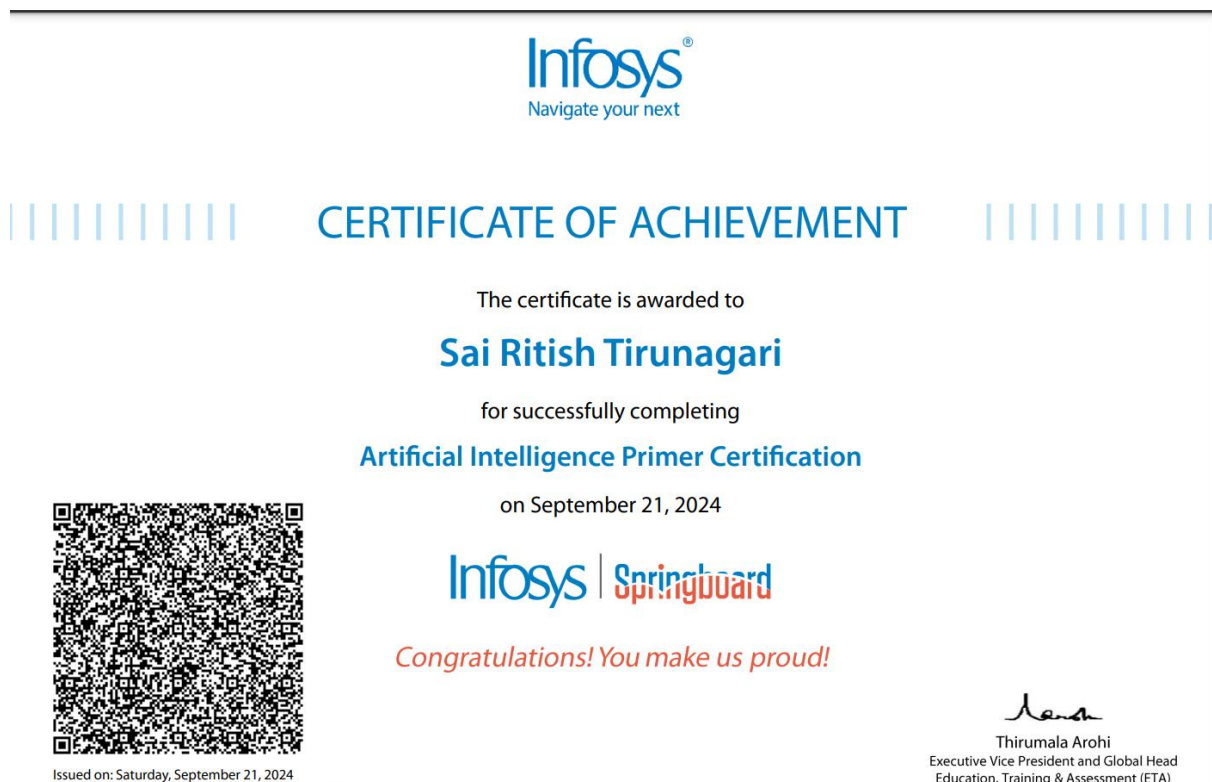 Infosys®
Navigate your next
CERTIFICATE OF ACHIEVEMENT
The certificate is awarded to
Sai Ritish Tirunagari
for successfully completing
Artificial Intelligence Primer Certification
on September 21, 2024
Infosys | Springboard
Congratulations! You make us proud!
Issued on: Saturday, September 21, 2024
Thirumala Arohi
Executive Vice President and Global Head
Education, Training & Assessment (ETA)